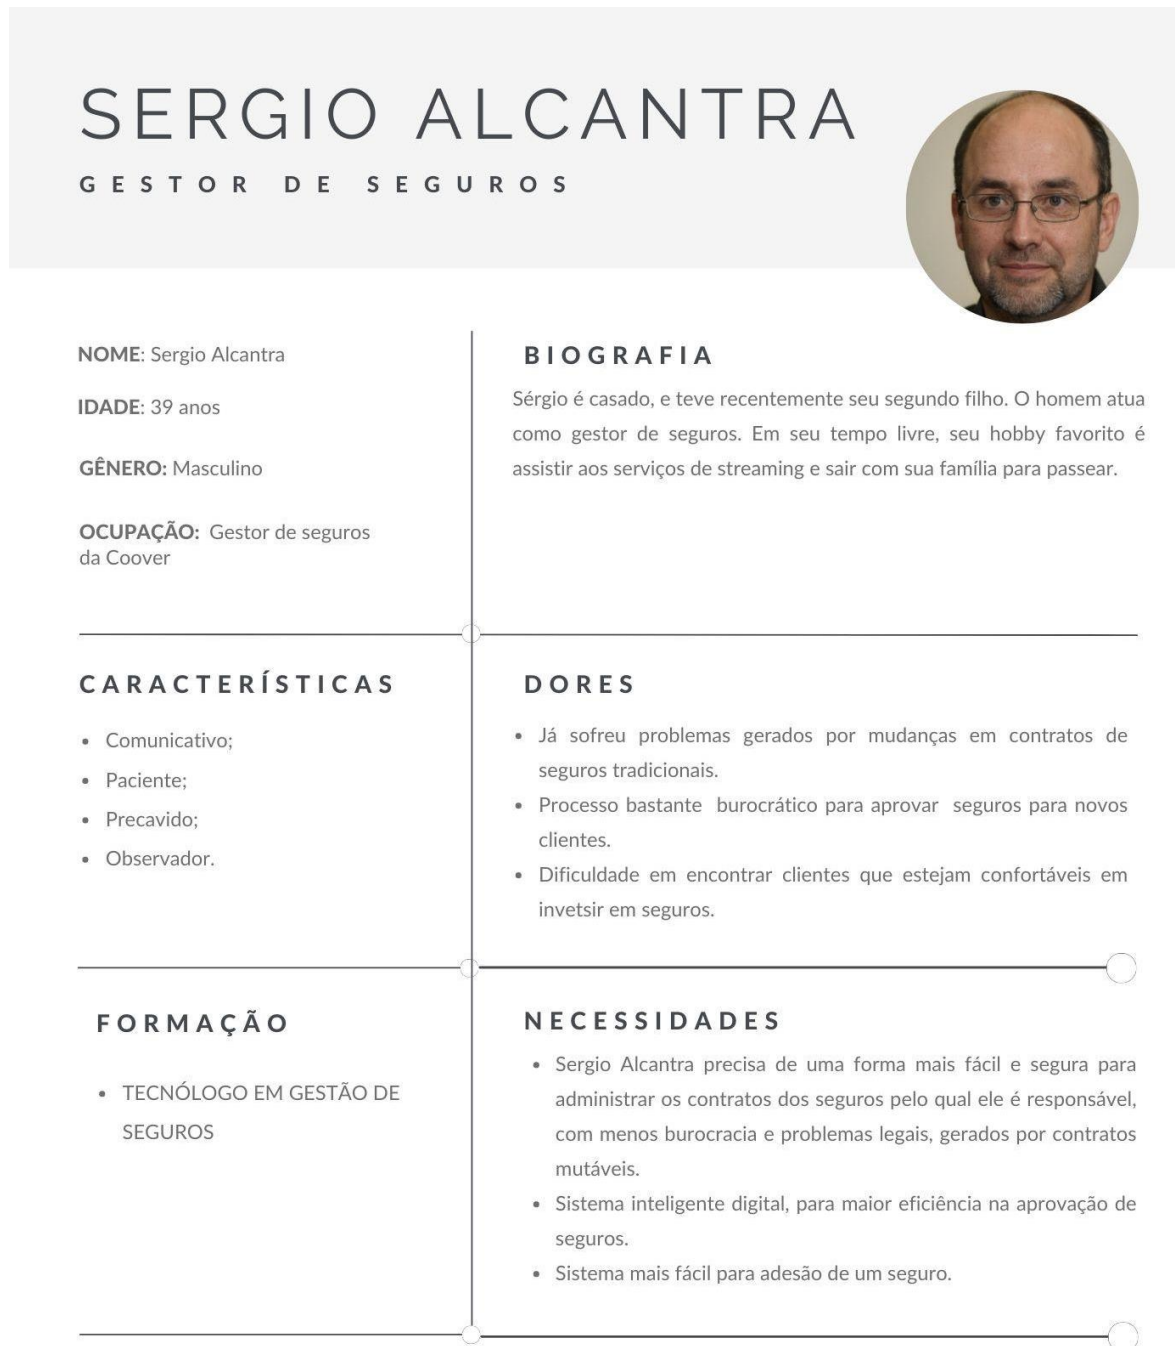 SERGIO ALCANTRA
GESTOR DE SEGUROS
NOME: Sergio Alcantra
IDADE: 39 anos
GÊNERO: Masculino
OCUPAÇÃO: Gestor de seguros
da Coover
BIOGRAFIA
Sérgio é casado, e teve recentemente seu segundo filho. O homem atua
como gestor de seguros. Em seu tempo livre, seu hobby favorito é
assistir aos serviços de streaming e sair com sua família para passear.
CARACTERÍSTICAS
• Comunicativo;
• Paciente;
• Precavido;
• Observador.
DORES
• Já sofreu problemas gerados por mudanças em contratos de
seguros tradicionais.
• Processo bastante burocrático para aprovar seguros para novos
clientes.
• Dificuldade em encontrar clientes que estejam confortáveis em
invetsir em seguros.
FORMAÇÃO
• TECNÓLOGO EM GESTÃO DE
SEGUROS
NECESSIDADES
• Sergio Alcantra precisa de uma forma mais fácil e segura para
administrar os contratos dos seguros pelo qual ele é responsável,
com menos burocracia e problemas legais, gerados por contratos
mutáveis.
• Sistema inteligente digital, para maior eficiência na aprovação de
seguros.
• Sistema mais fácil para adesão de um seguro.